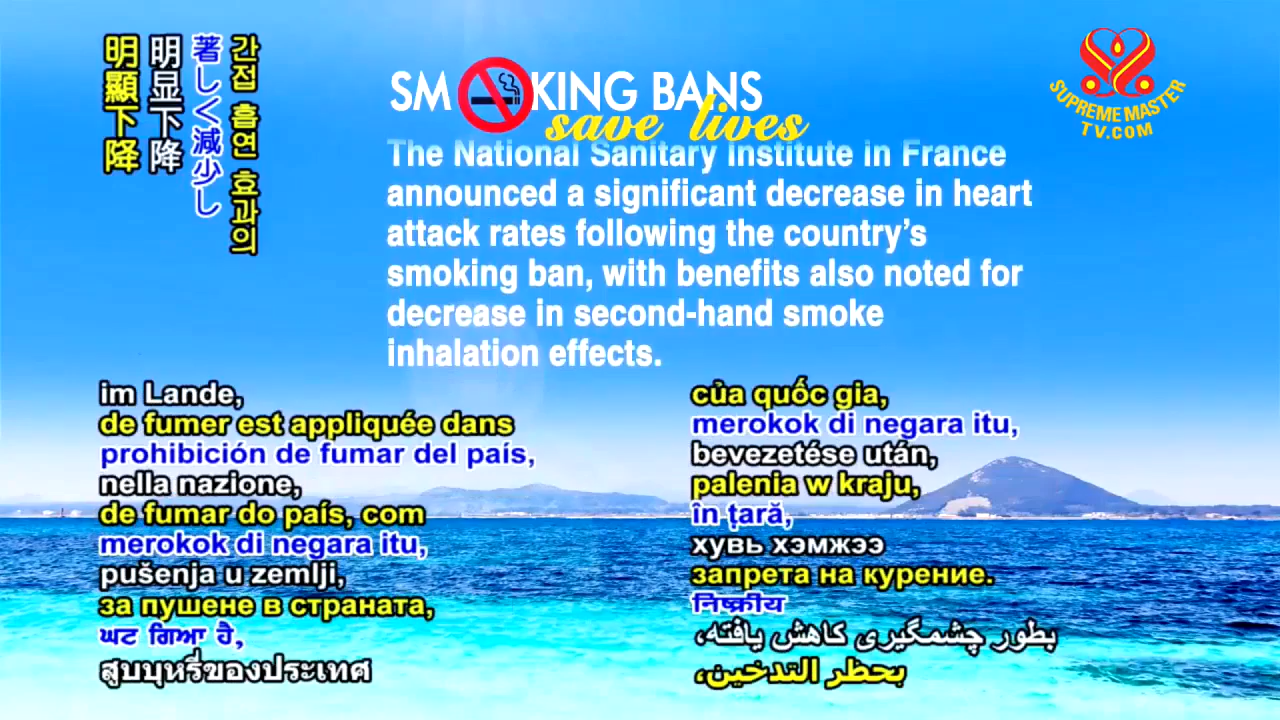 明顯下降
明显下降
著しく減少し
간접 흡연 효과의
SMOKING BANS
save lives
The National Sanitary Institute in France
announced a significant decrease in heart
attack rates following the country's
smoking ban, with benefits also noted for
decrease in second-hand smoke
inhalation effects.
SUPREME MASTER
TV.COM
im Lande,
de fumer est appliquée dans
prohibición de fumar del país,
nella nazione,
de fumar do país, com
merokok di negara itu,
pušenja u zemlji,
за пушене в страната,
ਘਟ ਗਿਆ ਹੈ,
สูบบุหรี่ของประเทศ
của quốc gia,
merokok di negara itu,
bevezetése után,
palenia w kraju,
în țară,
хувь хэмжээ
запрета на курение.
निष्क्रीय
بطور چشمگیری کاهش یافته،
بحظر التدخين،